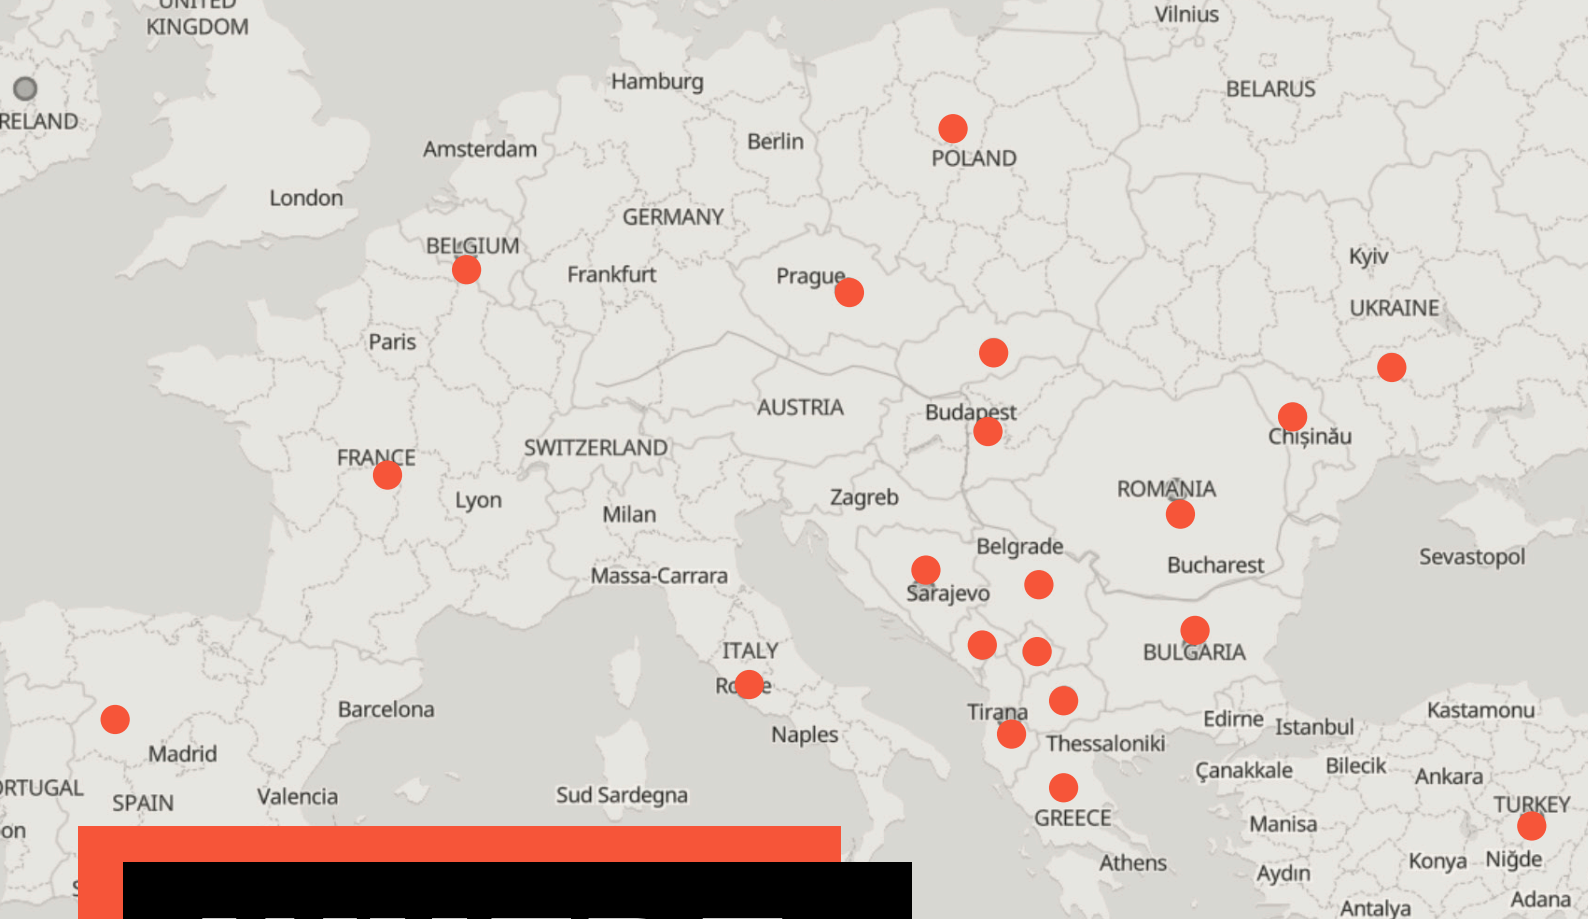 UNITED
KINGDOM
Vilnius
Hamburg
BELARUS
RELAND
Amsterdam
Berlin
POLAND
London
GERMANY
BELGIUM
Frankfurt
Prague
Kyiv
UKRAINE
Paris
AUSTRIA
Budapest
Chișinău
FRANCE
SWITZERLAND
Lyon
Zagreb
ROMANIA
Milan
Belgrade
Sevastopol
Massa-Carrara
Bucharest
Sarajevo
ITALY
BULGARIA
Rome
Barcelona
Tirana
Edirne
Istanbul
Kastamonu
Naples
Thessaloniki
Madrid
Çanakkale
Bilecik
Ankara
ORTUGAL
SPAIN
Valencia
Sud Sardegna
TURKEY
GREECE
Manisa
on
Athens
Konya
Niğde
Aydın
Antalya
Adana